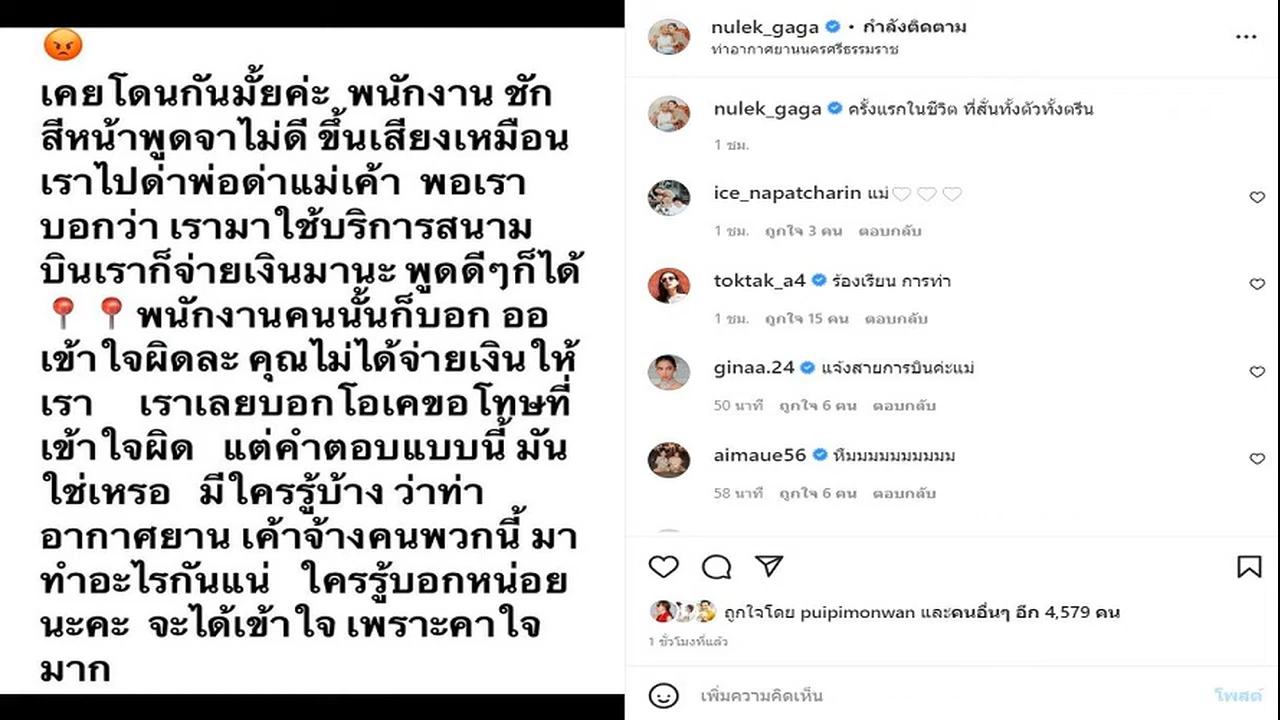 เคยโดนกันมั้ยค่ะ พนักงาน ชัก
สีหน้าพูดจาไม่ดี ขึ้นเสียงเหมือน
เราไปด่าพ่อด่าแม่เค้า พอเรา
บอกว่า เรามาใช้บริการสนาม
บินเราก็จ่ายเงินมานะ พูดดีๆก็ได้
📍📍พนักงานคนนั้นก็บอก ออ
เข้าใจผิดละ คุณไม่ได้จ่ายเงินให้
เรา เราเลยบอกโอเคขอโทษที่
เข้าใจผิด แต่คำตอบแบบนี้ มัน
ใช่เหรอ มีใครรู้บ้าง ว่าท่า
อากาศยาน เค้าจ้างคนพวกนี้ มา
ทำอะไรกันแน่ ใครรู้บอกหน่อย
นะคะ จะได้เข้าใจ เพราะคาใจ
มาก
nulek_gaga • กำลังติดตาม
ท่าอากาศยานนครศรีธรรมราช
nulek_gaga ครั้งแรกในชีวิต ที่สั่นทั้งตัวทั้งตรีน
1 ชม.
ice_napatcharin แม่🤍🤍🤍
1 ชม. ถูกใจ 3 คน ตอบกลับ
toktak_a4 ร้องเรียน การท่า
1 ชม. ถูกใจ 15 คน ตอบกลับ
ginaa.24 แจ้งสายการบินค่ะแม่
50 นาที ถูกใจ 6 คน ตอบกลับ
aimaue56 หึมมมมมมมมมม
58 นาที ถูกใจ 6 คน ตอบกลับ
ถูกใจโดย puipimonwan และคนอื่นๆ อีก 4,579 คน
1 ชั่วโมงที่แล้ว
เพิ่มความคิดเห็น
โพสต์